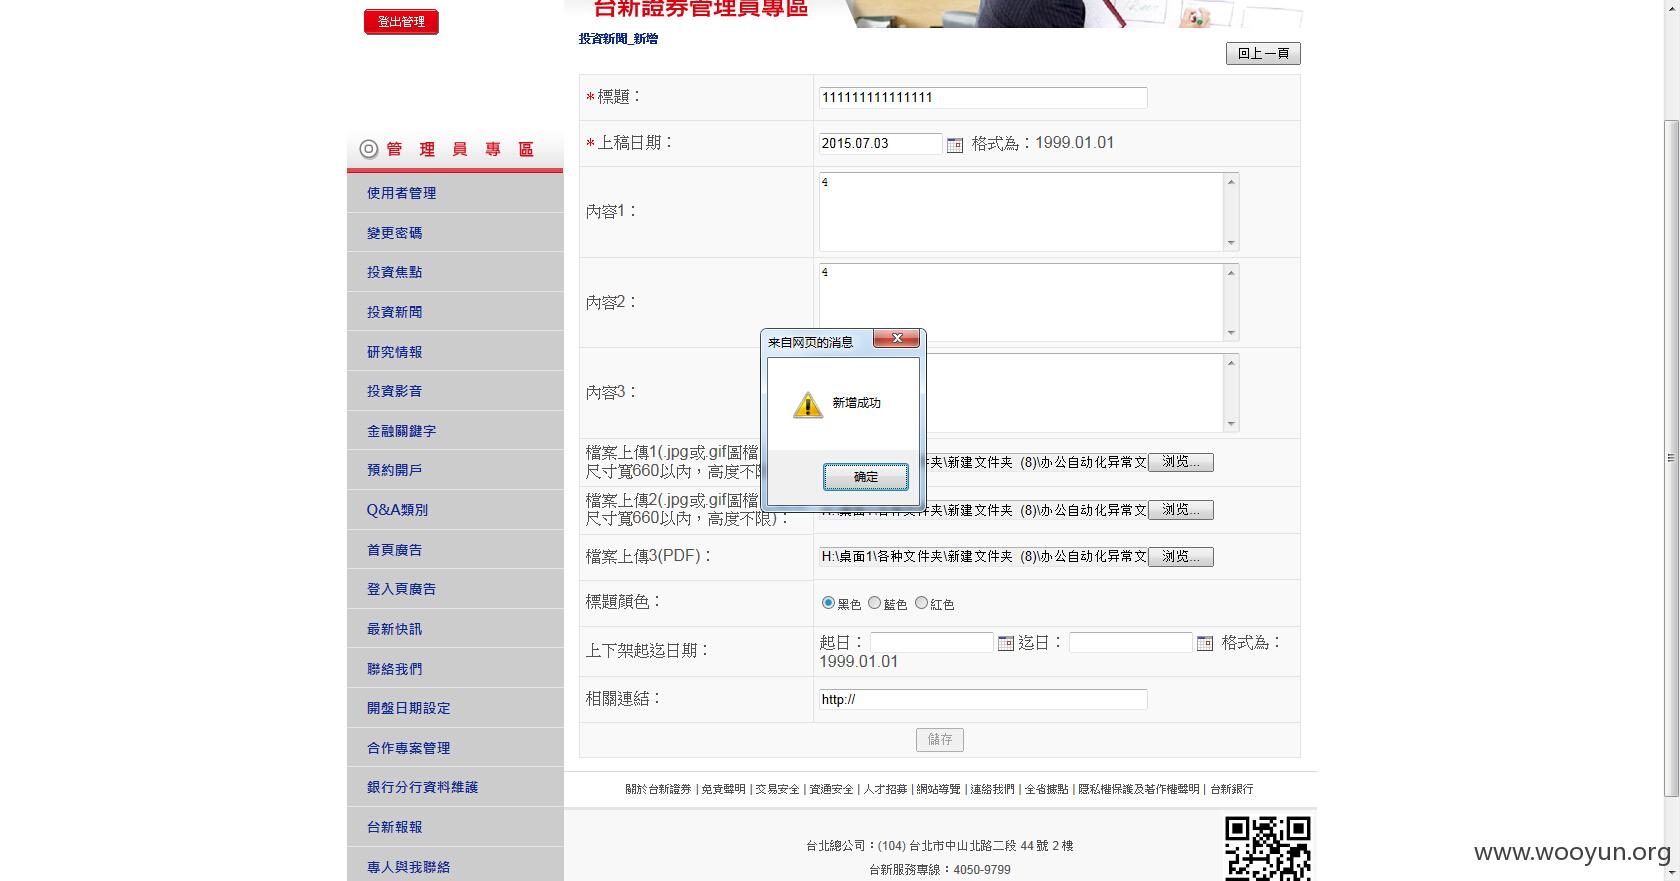 登出管理
台新證券管理員專區
投資新聞_新增
回上一頁
管理員專區
使用者管理
變更密碼
投資焦點
投資新聞
研究情報
投資影音
金融關鍵字
預約開戶
Q&A類別
首頁廣告
登入頁廣告
最新快訊
聯絡我們
開盤日期設定
合作專案管理
銀行分行資料維護
台新報報
專人與我聯絡
*標題：
111111111111111
*上稿日期：
2015.07.03
格式為：1999.01.01
內容1：
4
內容2：
4
內容3：
来自网页的消息
新增成功
确定
檔案上傳1(.jpg或.gif圖檔
尺寸寬660以內，高度不限
夹\新建文件夹 (8)\办公自动化异常文
浏览...
檔案上傳2(.jpg或.gif圖檔
尺寸寬660以內，高度不限)：
H:\桌面1\各种文件夹\新建文件夹 (8)\办公自动化异常文
浏览...
檔案上傳3(PDF)：
H:\桌面1\各种文件夹\新建文件夹 (8)\办公自动化异常文
浏览...
標題顏色：
黑色 藍色 紅色
上下架起迄日期：
起日： 迄日： 格式為：
1999.01.01
相關連結：
http://
儲存
關於台新證券 | 免責聲明 | 交易安全 | 資通安全 | 人才招募 | 網站導覽 | 連絡我們 | 全省據點 | 隱私權保護及著作權聲明 | 台新銀行
台北總公司：(104) 台北市中山北路二段 44 號 2 樓
台新服務專線：4050-9799
www.wooyun.org